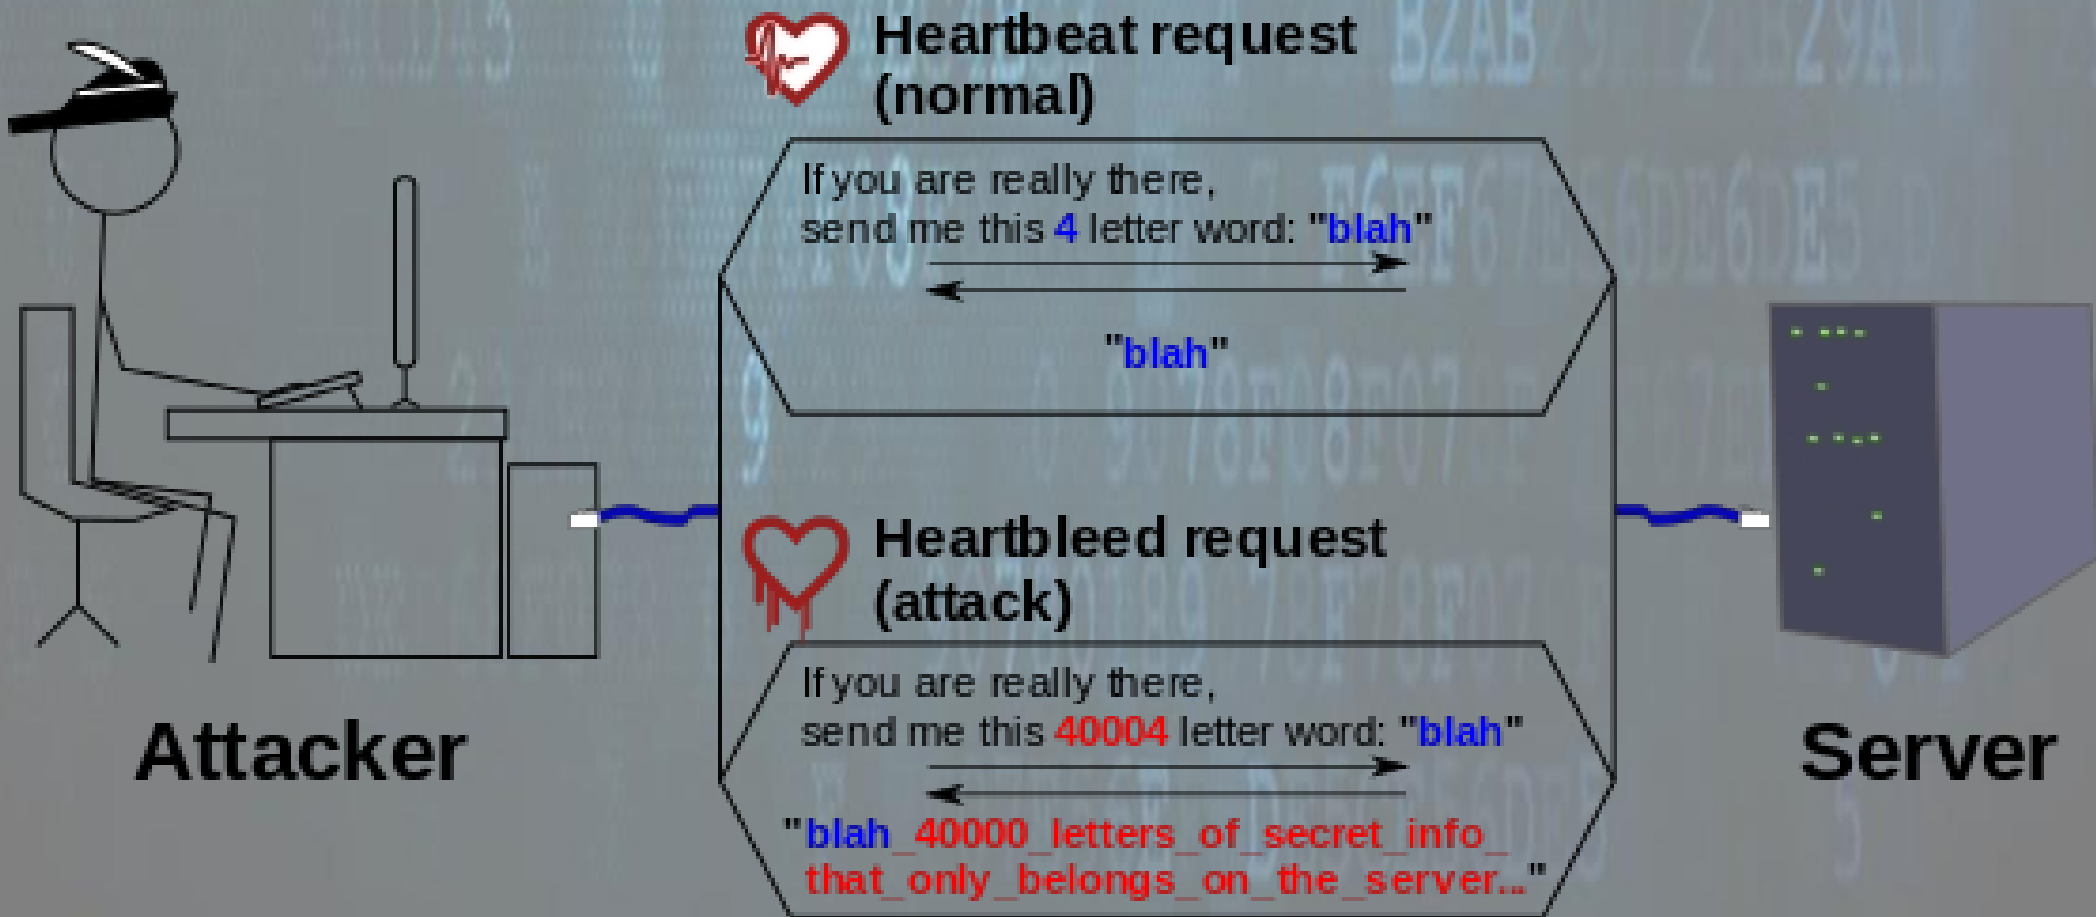 Heartbeat request
(normal)
If you are really there,
send me this 4 letter word: "blah"
"blah"
Heartbleed request
(attack)
If you are really there,
send me this 40004 letter word: "blah"
"blah_40000_letters_of_secret_info_
that_only_belongs_on_the_server..."
Attacker
Server